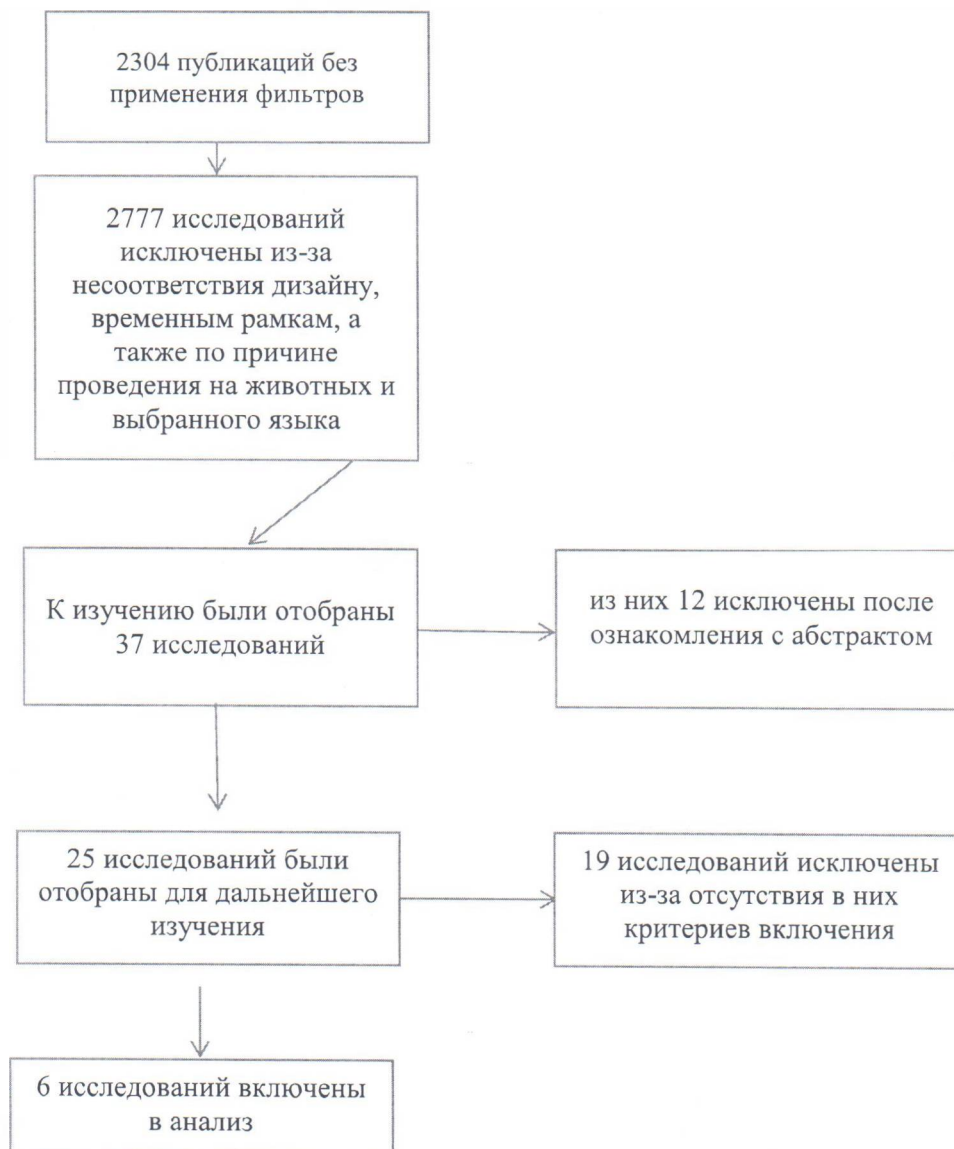 2304 публикаций без
применения фильтров
2777 исследований
исключены из-за
несоответствия дизайну,
временным рамкам, а
также по причине
проведения на животных и
выбранного языка
К изучению были отобраны
37 исследований
из них 12 исключены после
ознакомления с абстрактом
25 исследований были
отобраны для дальнейшего
изучения
19 исследований исключены
из-за отсутствия в них
критериев включения
6 исследований включены
в анализ